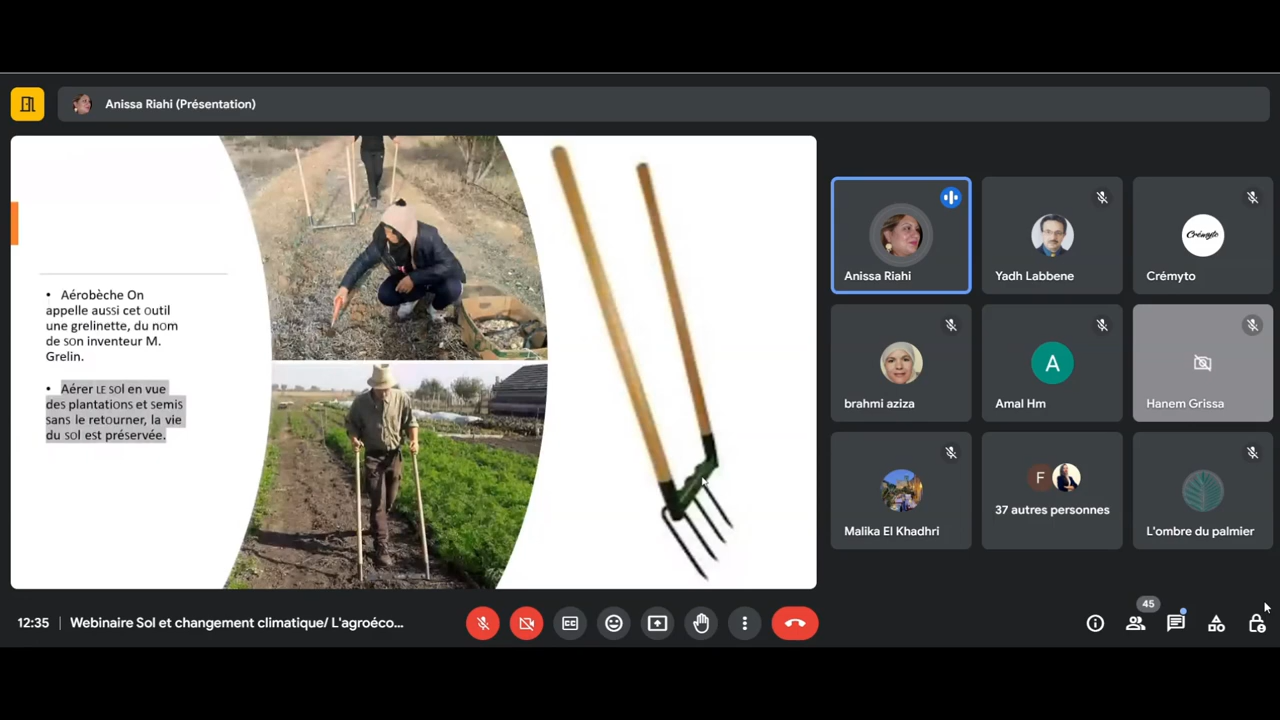 Anissa Riahi (Présentation)
• Aérobèche On
appelle aussi cet outil
une grelinette, du nom
de son inventeur M.
Grelin.
• Aérer LE sol en vue
des plantations et semis
sans le retourner, la vie
du sol est préservée.
Anissa Riahi
Yadh Labbene
Crémyto
Crémyto
brahmi aziza
A
Amal Hm
Hanem Grissa
Malika El Khadhri
F
37 autres personnes
L'ombre du palmier
12:35 | Webinaire Sol et changement climatique/ L'agroéco...
CC
45